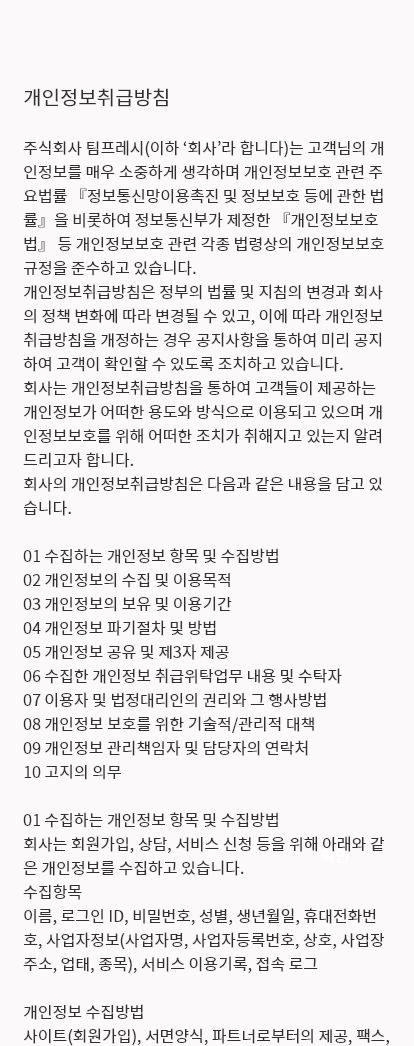 개인정보취급방침
주식회사 팀프레시(이하 ‘회사’라 합니다)는 고객님의 개
인정보를 매우 소중하게 생각하며 개인정보보호 관련 주
요법률 『정보통신망이용촉진 및 정보보호 등에 관한 법
률』을 비롯하여 정보통신부가 제정한 『개인정보보호
법』 등 개인정보보호 관련 각종 법령상의 개인정보보호
규정을 준수하고 있습니다.
개인정보취급방침은 정부의 법률 및 지침의 변경과 회사
의 정책 변화에 따라 변경될 수 있고, 이에 따라 개인정보
취급방침을 개정하는 경우 공지사항을 통하여 미리 공지
하여 고객이 확인할 수 있도록 조치하고 있습니다.
회사는 개인정보취급방침을 통하여 고객들이 제공하는
개인정보가 어떠한 용도와 방식으로 이용되고 있으며 개
인정보보호를 위해 어떠한 조치가 취해지고 있는지 알려
드리고자 합니다.
회사의 개인정보취급방침은 다음과 같은 내용을 담고 있
습니다.
01 수집하는 개인정보 항목 및 수집방법
02 개인정보의 수집 및 이용목적
03 개인정보의 보유 및 이용기간
04 개인정보 파기절차 및 방법
05 개인정보 공유 및 제3자 제공
06 수집한 개인정보 취급위탁업무 내용 및 수탁자
07 이용자 및 법정대리인의 권리와 그 행사방법
08 개인정보 보호를 위한 기술적/관리적 대책
09 개인정보 관리책임자 및 담당자의 연락처
10 고지의 의무
01 수집하는 개인정보 항목 및 수집방법
회사는 회원가입, 상담, 서비스 신청 등을 위해 아래와 같
은 개인정보를 수집하고 있습니다.
수집항목
이름, 로그인 ID, 비밀번호, 성별, 생년월일, 휴대전화번
호, 사업자정보(사업자명, 사업자등록번호, 상호, 사업장
주소, 업태, 종목), 서비스 이용기록, 접속 로그
개인정보 수집방법
사이트(회원가입), 서면양식, 파트너로부터의 제공, 팩스,